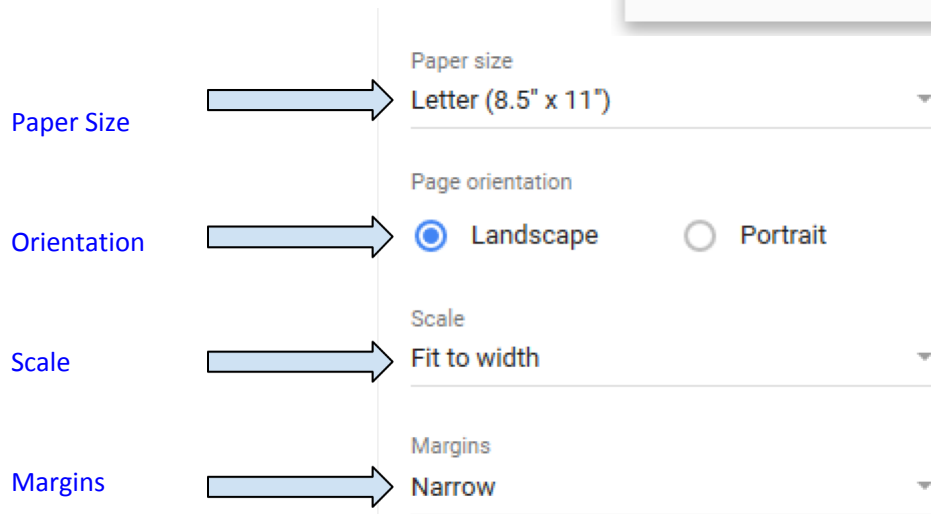 Paper size
Paper Size
Letter (8.5" x 11")
Page orientation
Orientation
Landscape
Portrait
Scale
Scale
Fit to width
Margins
Margins
Narrow